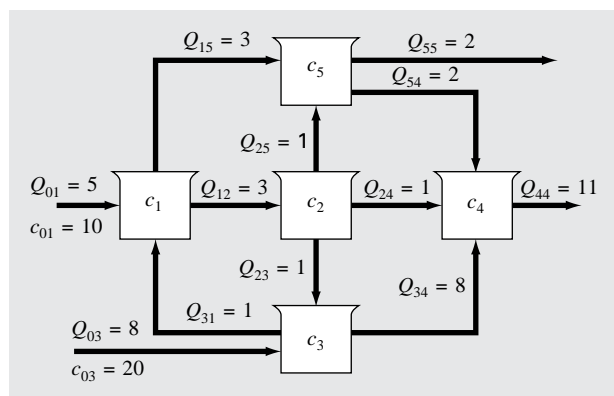 Q15 = 3
Q55 = 2
c5
Q54 = 2
Q25 = 1
Q01 = 5
Q12 = 3
Q24 = 1
Q44 = 11
c1
c2
c4
c01 = 10
Q23 = 1
Q34 = 8
Q31 = 1
Q03 = 8
c3
c03 = 20